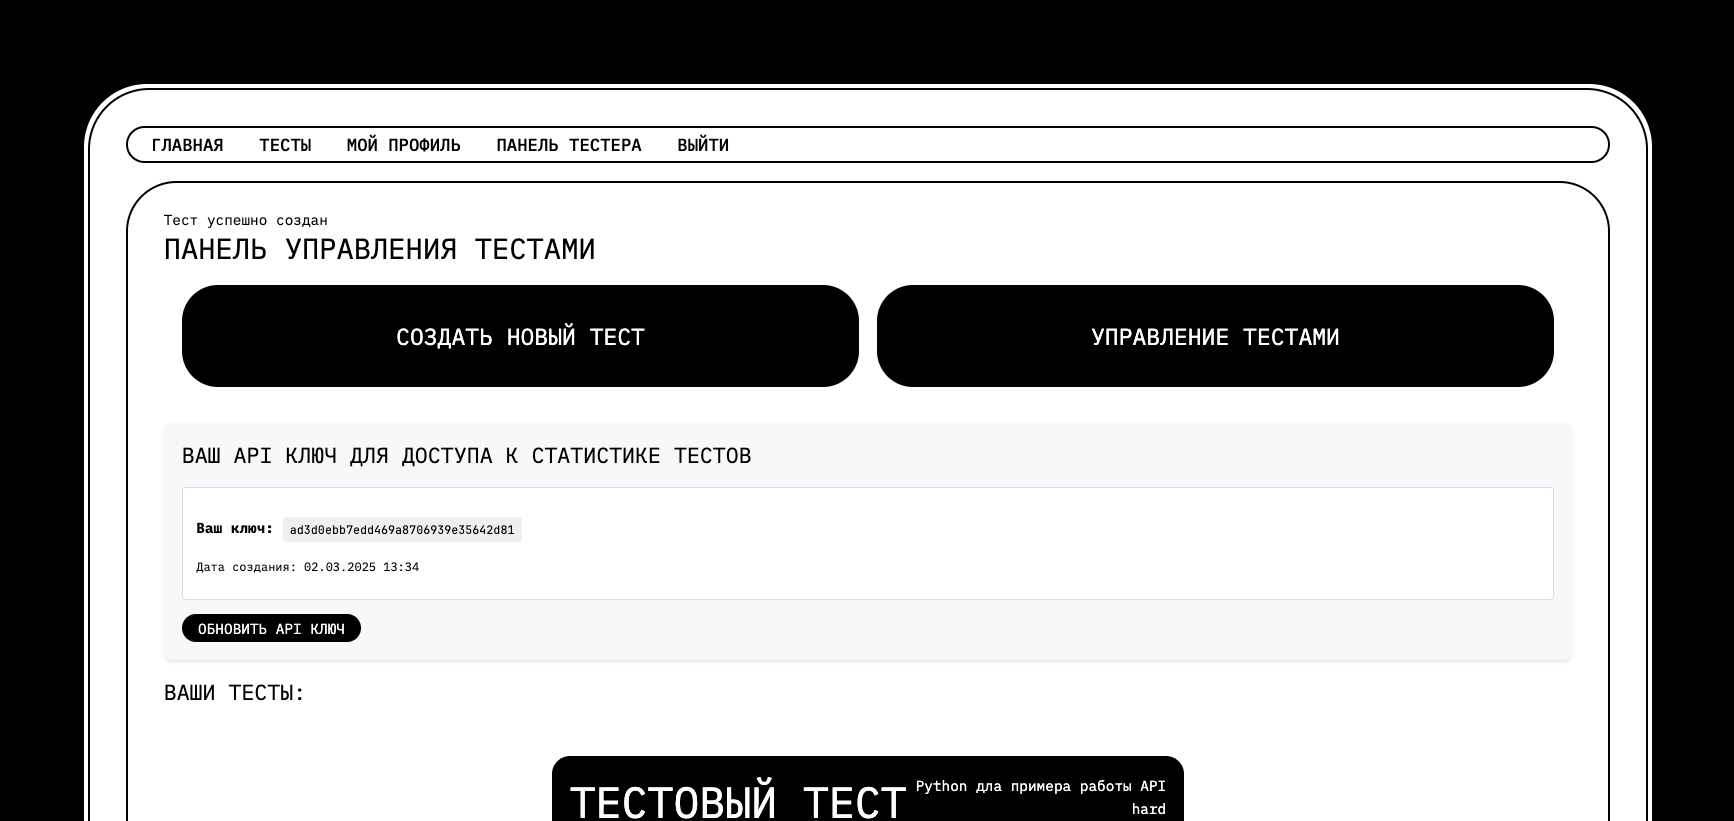 ГЛАВНАЯ ТЕСТЫ МОЙ ПРОФИЛЬ ПАНЕЛЬ ТЕСТЕРА ВЫЙТИ
Тест успешно создан
ПАНЕЛЬ УПРАВЛЕНИЯ ТЕСТАМИ
СОЗДАТЬ НОВЫЙ ТЕСТ УПРАВЛЕНИЕ ТЕСТАМИ
ВАШ API КЛЮЧ ДЛЯ ДОСТУПА К СТАТИСТИКЕ ТЕСТОВ
Ваш ключ: ad3d0ebb7edd469a8706939e35642d81
Дата создания: 02.03.2025 13:34
ОБНОВИТЬ API КЛЮЧ
ВАШИ ТЕСТЫ:
ТЕСТОВЫЙ ТЕСТ
Python для примера работы API
hard